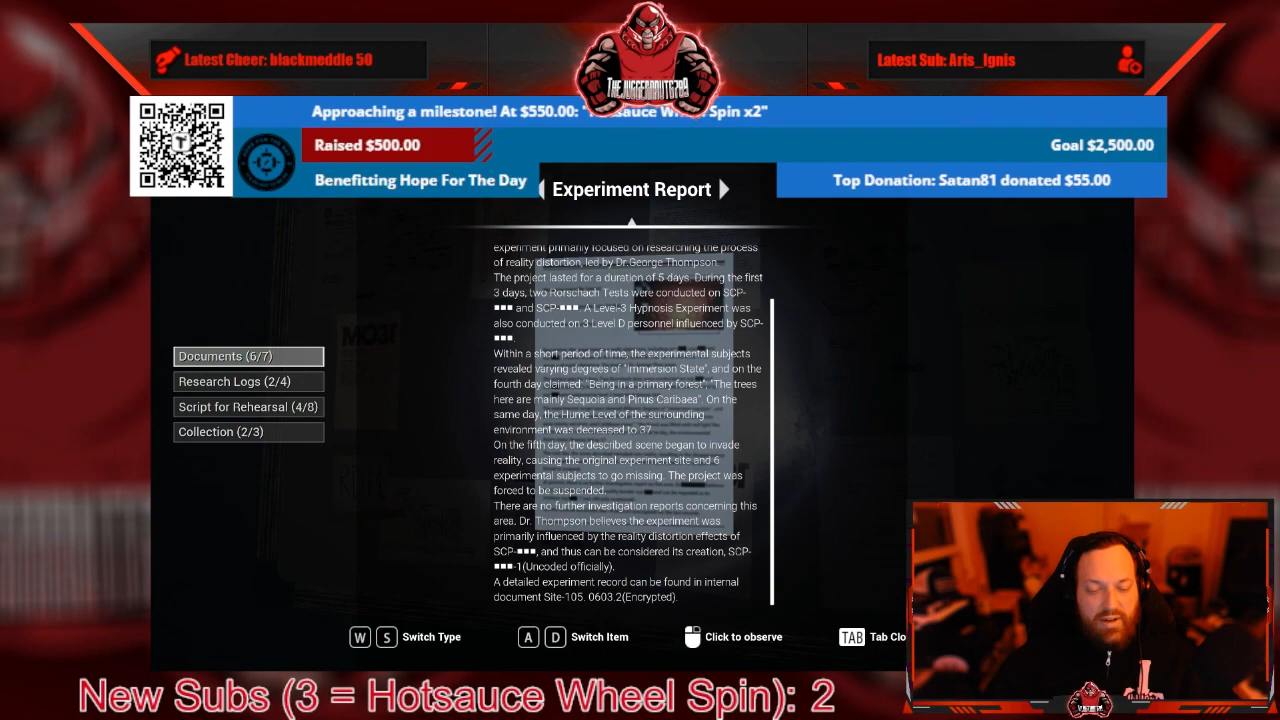 Latest Cheer: blackmeddle 50
THEJUGGERNAUT6789
Latest Sub: Aris_Ignis
Approaching a milestone! At $550.00: "Hotsauce Wheel Spin x2"
Raised $500.00
Goal $2,500.00
Benefitting Hope For The Day
Experiment Report
Top Donation: Satan81 donated $55.00
experiment primarily focused on researching the process
of reality distortion, led by Dr.George Thompson.
The project lasted for a duration of 5 days. During the first
3 days, two Rorschach Tests were conducted on SCP-
■■■ and SCP-■■■. A Level-3 Hypnosis Experiment was
also conducted on 3 Level D personnel influenced by SCP-
■■■.
Within a short period of time, the experimental subjects
revealed varying degrees of "Immersion State", and on the
fourth day claimed: "Being in a primary forest", "The trees
here are mainly Sequoia and Pinus Caribaea". On the
same day, the Hume Level of the surrounding
environment was decreased to 37.
On the fifth day, the described scene began to invade
reality, causing the original experiment site and 6
experimental subjects to go missing. The project was
forced to be suspended.
There are no further investigation reports concerning this
area. Dr. Thompson believes the experiment was
primarily influenced by the reality distortion effects of
SCP-■■■, and thus can be considered its creation, SCP-
■■■-1(Uncoded officially).
A detailed experiment record can be found in internal
document Site-105. 0603.2(Encrypted).
Documents (6/7)
Research Logs (2/4)
Script for Rehearsal (4/8)
Collection (2/3)
W S Switch Type
A D Switch Item
Click to observe
TAB Tab Clo
New Subs (3 = Hotsauce Wheel Spin): 2